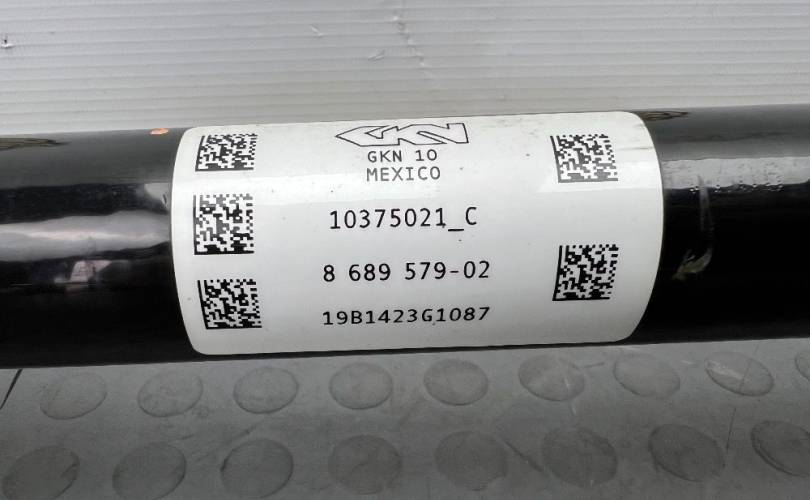 GKN
GKN 10
MEXICO
10375021_C
8 689 579-02
19B1423G1087